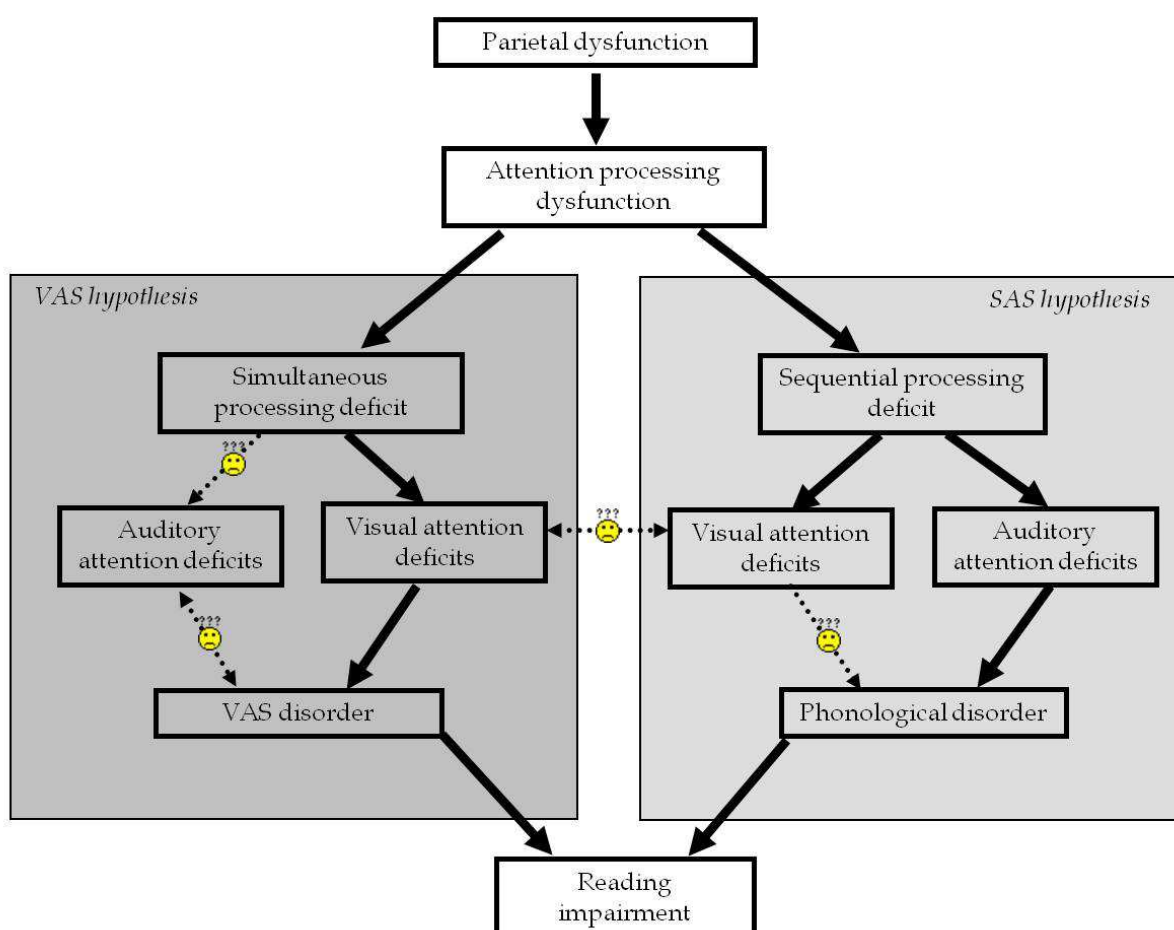 Parietal dysfunction
Attention processing
dysfunction
VAS hypothesis
Simultaneous
processing deficit
???
Auditory
attention deficits
Visual attention
deficits
???
VAS disorder
???
SAS hypothesis
Sequential processing
deficit
Visual attention
deficits
Auditory
attention deficits
???
Phonological disorder
Reading
impairment